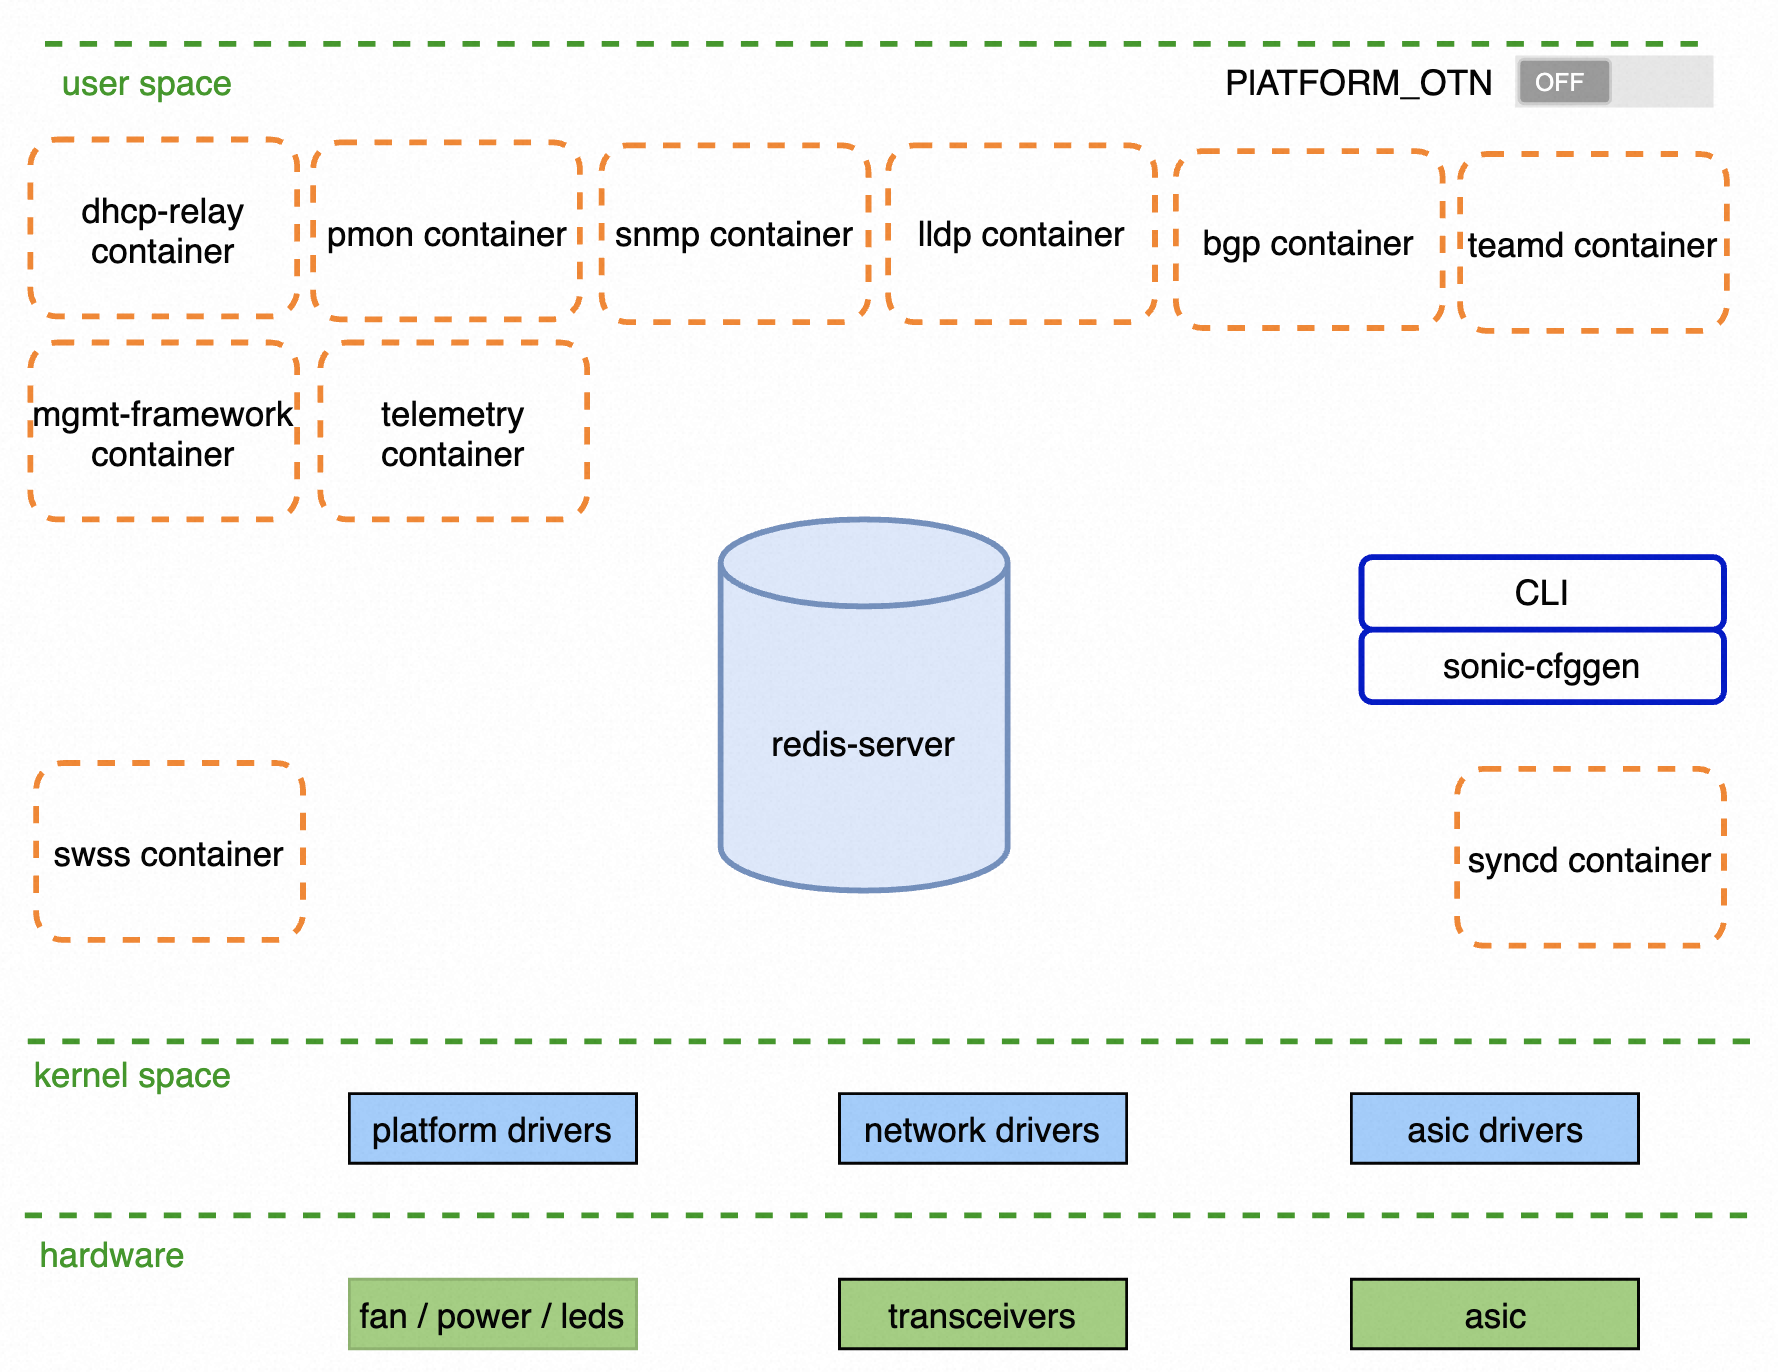 user space
PIATFORM_OTN
OFF
dhcp-relay
container
pmon container
snmp container
lldp container
bgp container
teamd container
mgmt-framework
container
telemetry
container
CLI
sonic-cfggen
redis-server
swss container
syncd container
kernel space
platform drivers
network drivers
asic drivers
hardware
fan / power / leds
transceivers
asic